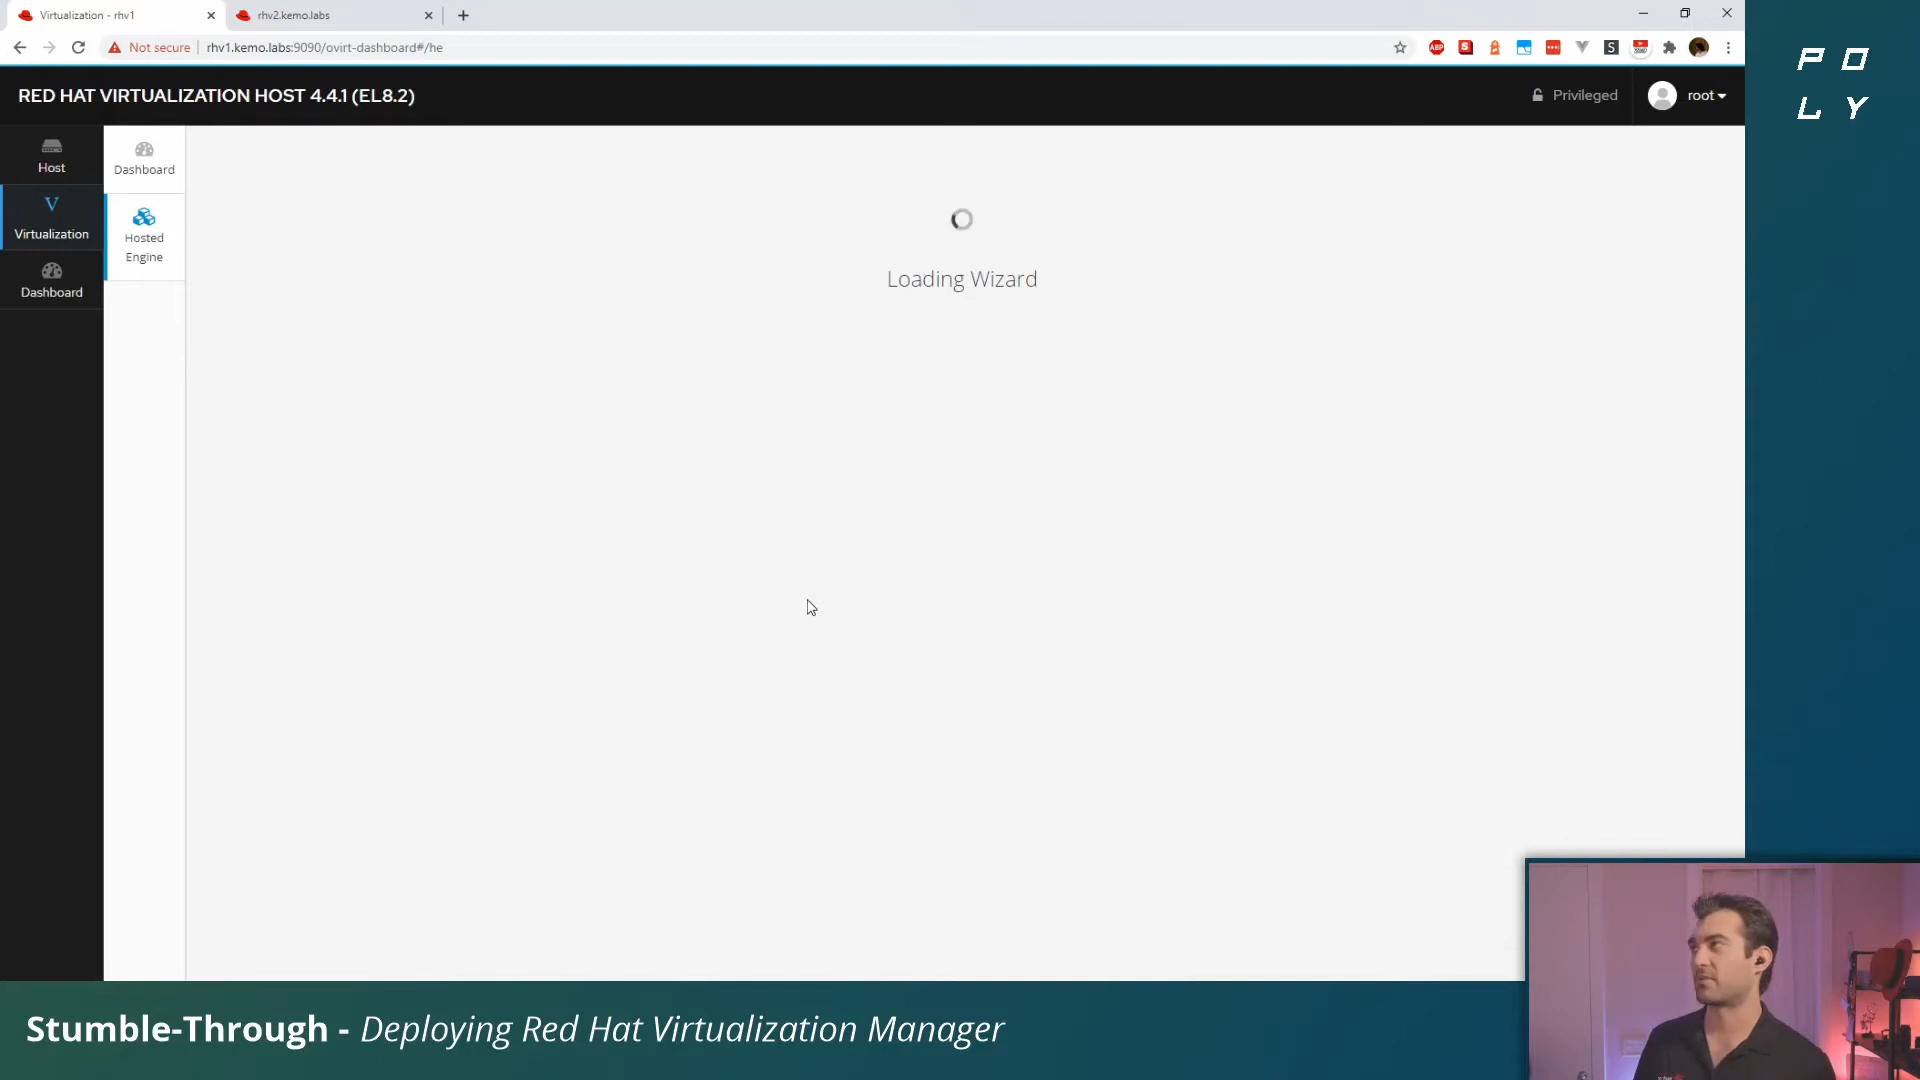 Virtualization - rhv1
rhv2.kemo.labs
Not secure
rhv1.kemo.labs:9090/ovirt-dashboard#/he
ABP
S
S
RED HAT VIRTUALIZATION HOST 4.4.1 (EL8.2)
Privileged
root
P O
L Y
Host
V
Virtualization
Dashboard
Dashboard
Hosted
Engine
Loading Wizard
Stumble-Through - Deploying Red Hat Virtualization Manager